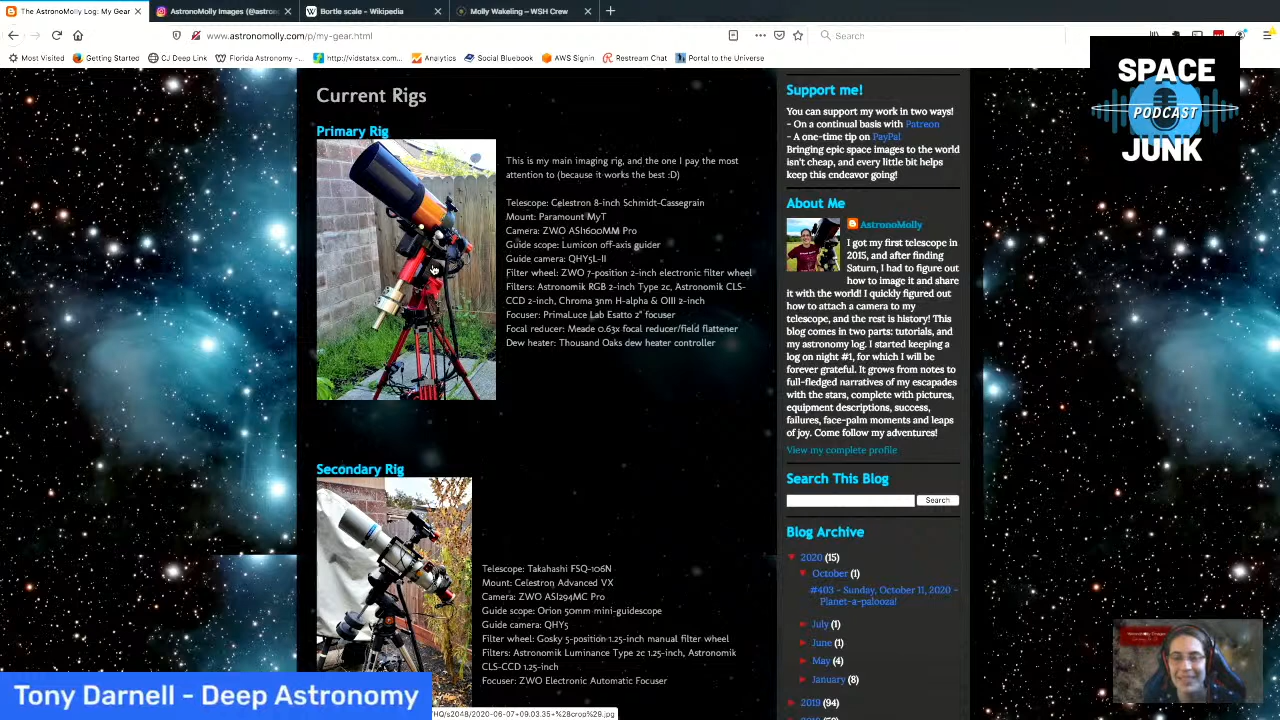 The AstronoMolly Log: My Gear
AstronoMolly Images (@astron
Bortle scale - Wikipedia
Molly Wakeling – WSH Crew
www.astronomolly.com/p/my-gear.html
Search
Most Visited
Getting Started
CJ Deep Link
Florida Astronomy -...
http://vidstatsx.com...
Analytics
Social Bluebook
AWS Signin
Restream Chat
Portal to the Universe
SPACE
PODCAST
JUNK
Current Rigs
Primary Rig
This is my main imaging rig, and the one I pay the most
attention to (because it works the best :D)
Telescope: Celestron 8-inch Schmidt-Cassegrain
Mount: Paramount MyT
Camera: ZWO ASI1600MM Pro
Guide scope: Lumicon off-axis guider
Guide camera: QHY5L-II
Filter wheel: ZWO 7-position 2-inch electronic filter wheel
Filters: Astronomik RGB 2-inch Type 2c, Astronomik CLS-
CCD 2-inch, Chroma 3nm H-alpha & OIII 2-inch
Focuser: PrimaLuce Lab Esatto 2" focuser
Focal reducer: Meade 0.63x focal reducer/field flattener
Dew heater: Thousand Oaks dew heater controller
Secondary Rig
Telescope: Takahashi FSQ-106N
Mount: Celestron Advanced VX
Camera: ZWO ASI294MC Pro
Guide scope: Orion 50mm mini-guidescope
Guide camera: QHY5
Filter wheel: Gosky 5-position 1.25-inch manual filter wheel
Filters: Astronomik Luminance Type 2c 1.25-inch, Astronomik
CLS-CCD 1.25-inch
Focuser: ZWO Electronic Automatic Focuser
Support me!
You can support my work in two ways!
- On a continual basis with Patreon
- A one-time tip on PayPal
Bringing epic space images to the world
isn't cheap, and every little bit helps
keep this endeavor going!
About Me
AstronoMolly
I got my first telescope in
2015, and after finding
Saturn, I had to figure out
how to image it and share
it with the world! I quickly figured out
how to attach a camera to my
telescope, and the rest is history! This
blog comes in two parts: tutorials, and
my astronomy log. I started keeping a
log on night #1, for which I will be
forever grateful. It grows from notes to
full-fledged narratives of my escapades
with the stars, complete with pictures,
equipment descriptions, success,
failures, face-palm moments and leaps
of joy. Come follow my adventures!
View my complete profile
Search This Blog
Search
Blog Archive
▼ 2020 (15)
▼ October (1)
#403 - Sunday, October 11, 2020 -
Planet-a-palooza!
► July (1)
► June (1)
► May (4)
► January (8)
► 2019 (94)
Tony Darnell - Deep Astronomy
HQ/s2048/2020-06-07+09.03.35+%28crop%29.jpg